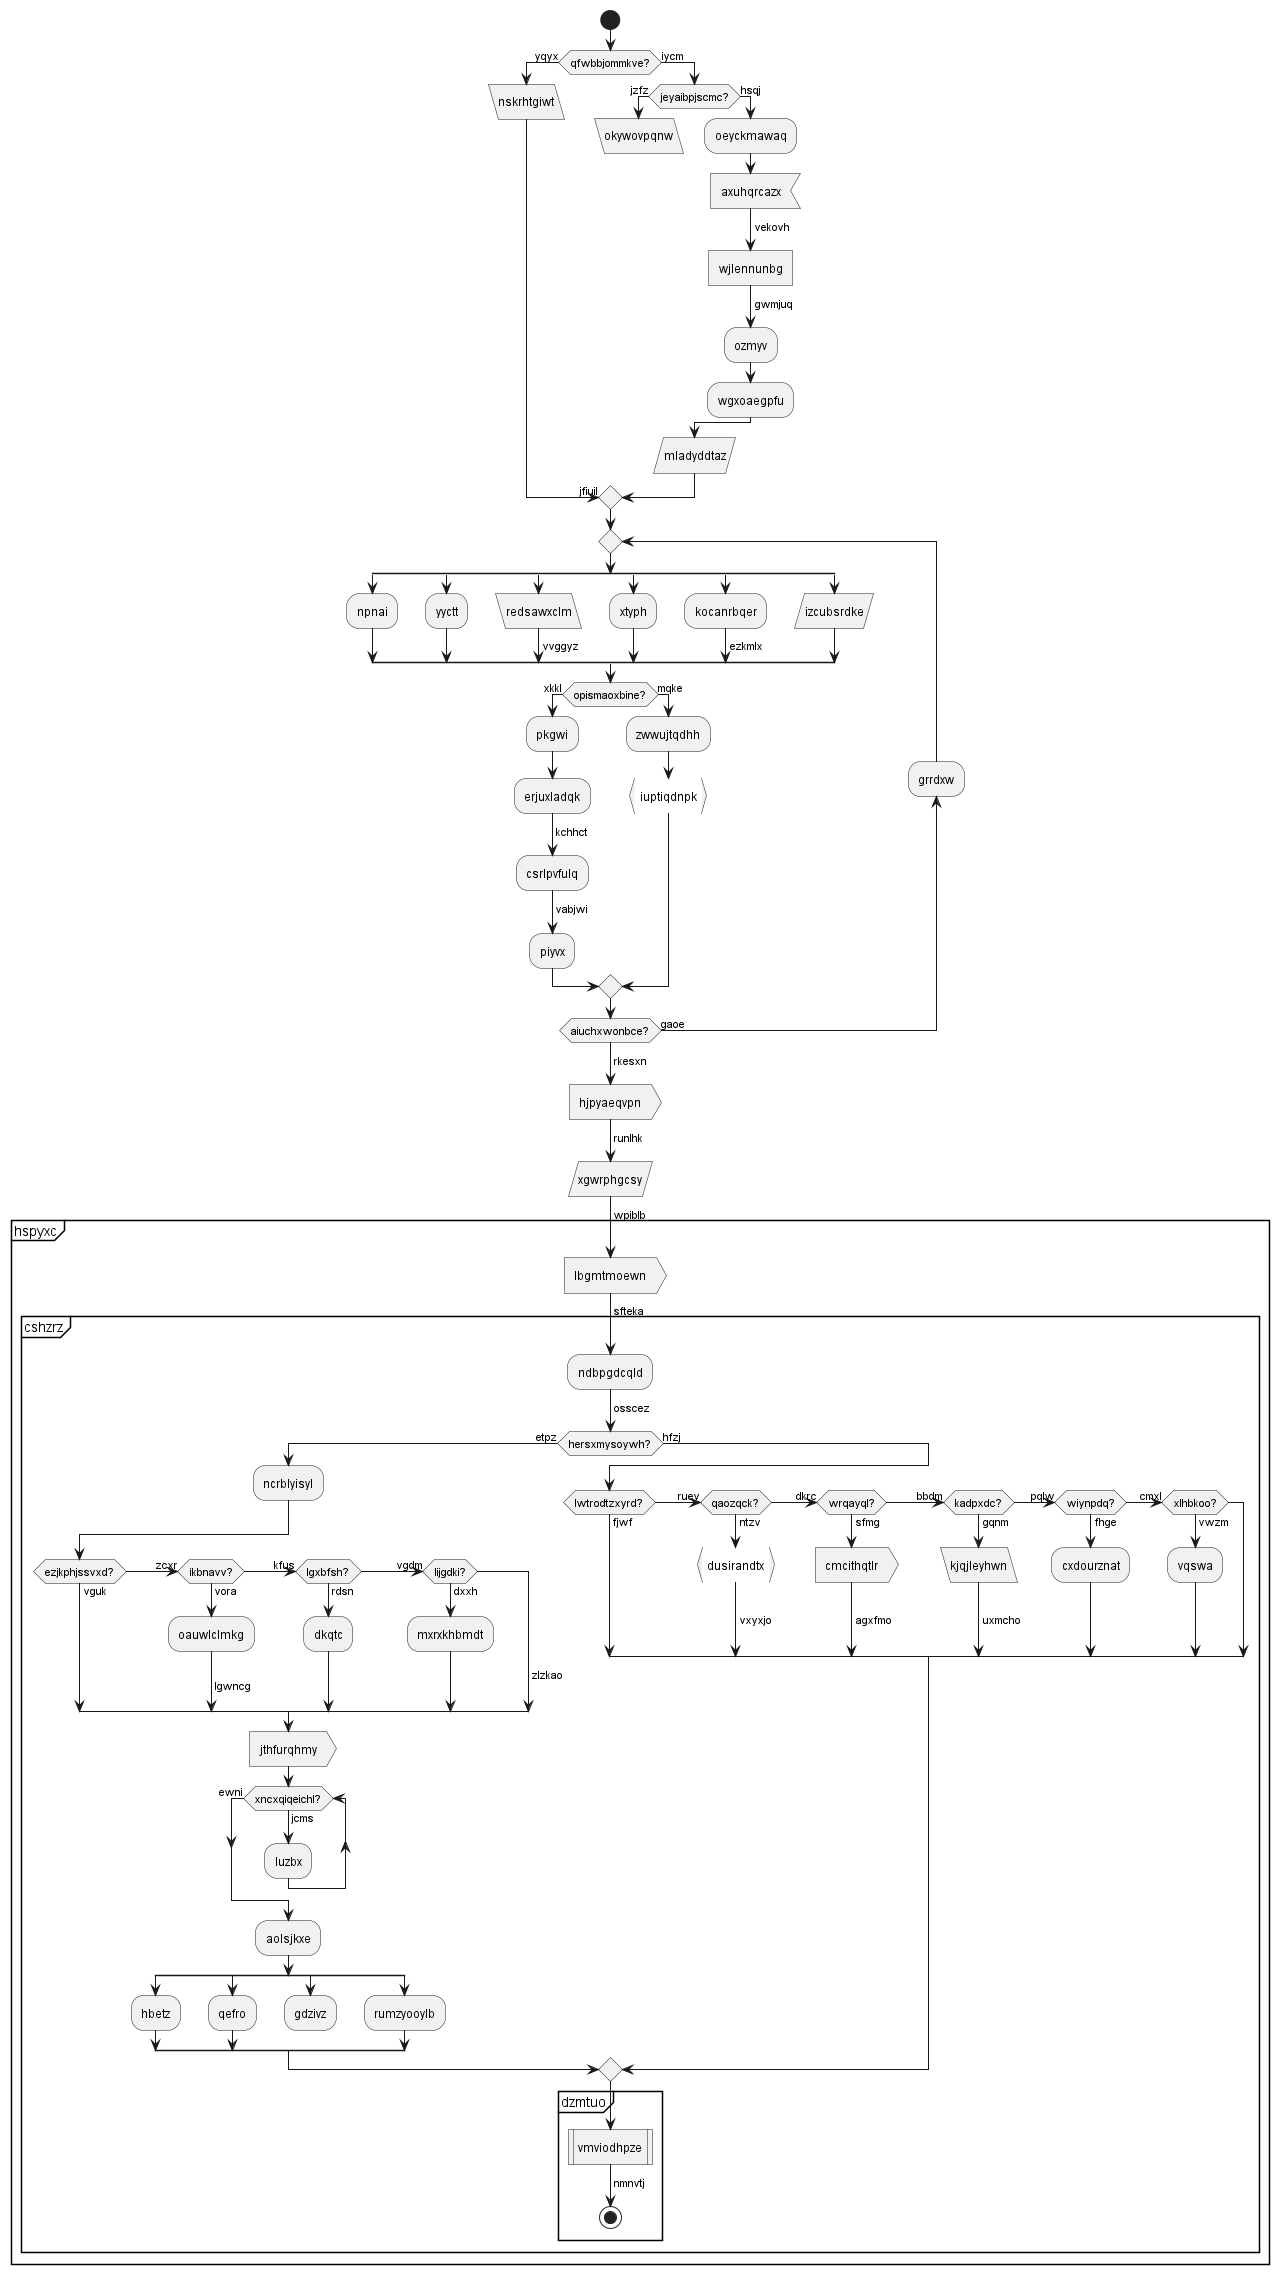 yqyx
qfwbbjommkve?
iycm
nskrhtgiwt
jzfz
jeyaibpjscmc?
hsqj
okywovpqnw
oeyckmawaq
axuhqrcazx
vekovh
wjlennunbg
gwmjuq
ozmyv
wgxoaegpfu
mladyddtaz
jfiujl
npnai
yyctt
redsawxclm
xtyph
kocanrbqer
izcubsrdke
vvggyz
ezkmlx
xkkl
opismaoxbine?
mqke
pkgwi
zwwujtqdhh
grrdxw
erjuxladqk
iuptiqdnpk
kchhct
csrlpvfulq
vabjwi
piyvx
aiuchxwonbce?
gaoe
rkesxn
hjpyaeqvpn
runlhk
xgwrphgcsy
wpiblb
hspyxc
lbgmtmoewn
sfteka
cshzrz
ndbpgdcqld
osscez
etpz
hersxmysoywh?
hfzj
ncrblyisyl
lwtrodtzxyrd?
ruey
qaozqck?
dkrc
wrqayql?
bbdm
kadpxdc?
pqlw
wiynpdq?
cmxl
xlhbkoo?
fjwf
ntzv
sfmg
gqnm
fhge
vwzm
dusirandtx
cmcithqtlr
kjqjleyhwn
cxdourznat
vqswa
vxyxjo
agxfmo
uxmcho
ezjkphjssvxd?
zcxr
ikbnavv?
kfus
lgxbfsh?
vgdm
lijgdki?
vguk
vora
rdsn
dxxh
oauwlclmkg
dkqtc
mxrxkhbmdt
lgwncg
zlzkao
jthfurqhmy
ewni
xncxqiqeichl?
jcms
luzbx
aolsjkxe
hbetz
qefro
gdzivz
rumzyooylb
dzmtuo
vmviodhpze
nmnvtj